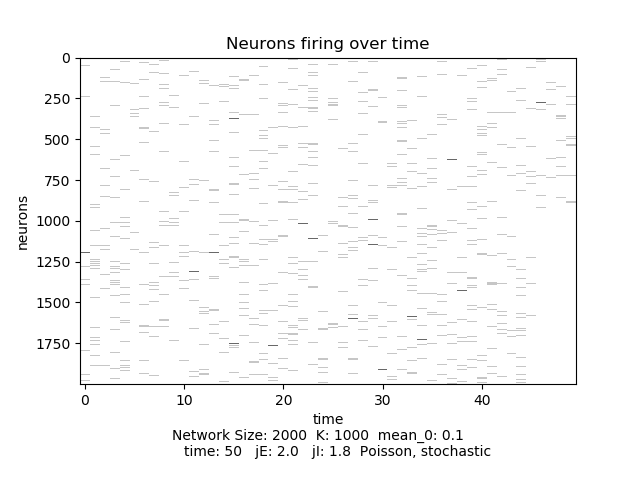 Neurons firing over time
0
250
500
750
1000
1250
1500
1750
neurons
0 10 20 30 40
time
Network Size: 2000 K: 1000 mean_0: 0.1
time: 50 jE: 2.0 jI: 1.8 Poisson, stochastic